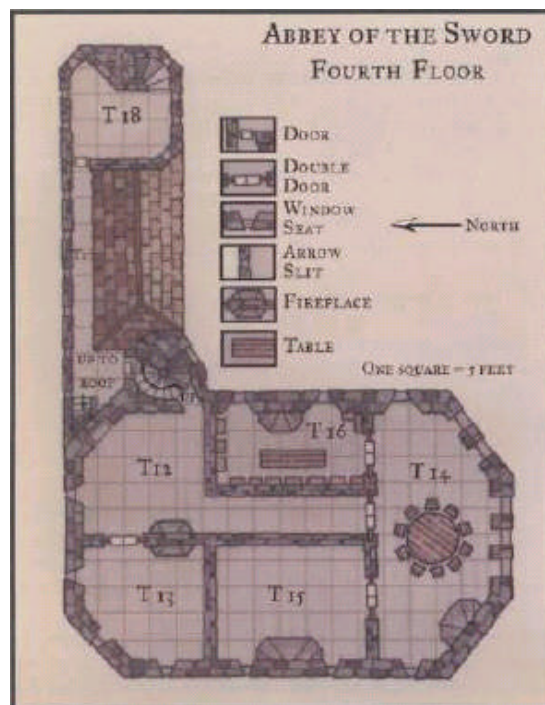 ABBEY OF THE SWORD
FOURTH FLOOR
T18
DOOR
DOUBLE
DOOR
WINDOW
SEAT
NORTH
ARROW
SLIT
FIREPLACE
TABLE
UP TO
ROOF
UP
ONE SQUARE = 5 FEET
T16
T12
T14
T13
T15